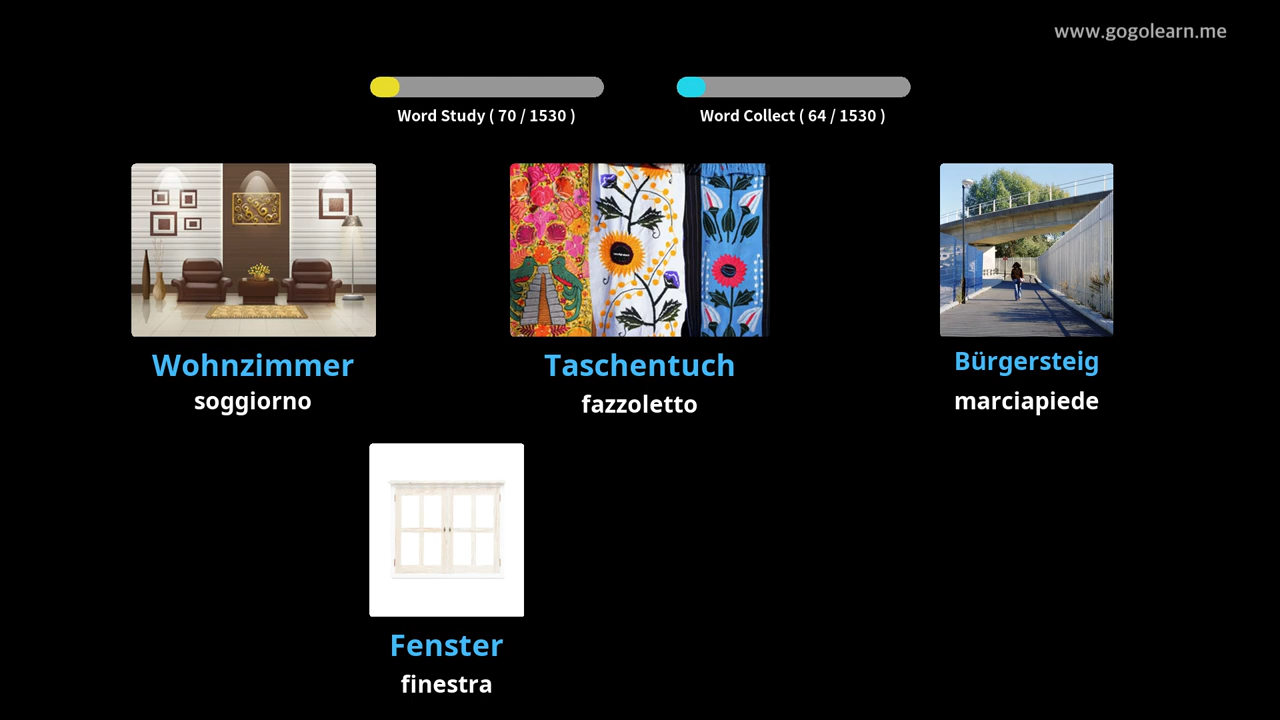 www.gogolearn.me
Word Study ( 70 / 1530 )
Word Collect ( 64 / 1530 )
Wohnzimmer
soggiorno
Taschentuch
fazzoletto
Bürgersteig
marciapiede
Fenster
finestra